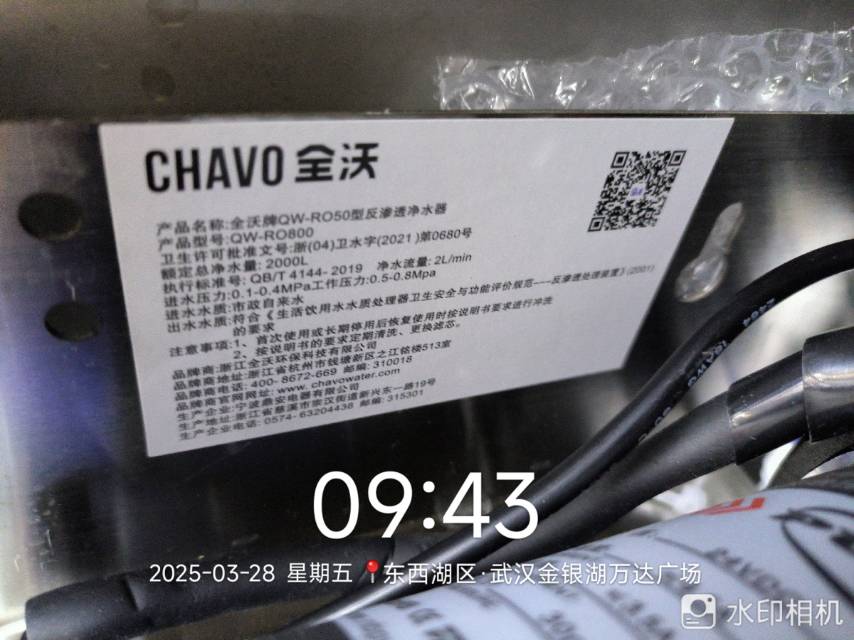 CHAVO 全沃
产品名称:全沃牌QW-RO50型反渗透净水器
产品型号:QW-RO800
卫生许可批准文号:浙(04)卫水字(2021)第0680号
额定总净水量: 2000L
执行标准号: QB/T 4144- 2019 净水流量: 2L/min
进水压力:0.1-0.4MPa工作压力:0.5-0.8Mpa
进水水质:市政自来水
出水水质:符合《生活饮用水水质处理器卫生安全与功能评价规范---反渗透处理装置》(2001)
的要求
注意事项:1、首次使用或长期停用后恢复使用时按说明书要求进行冲洗
2、按说明书的要求定期清洗、更换滤芯。
品牌商:浙江全沃环保科技有限公司
品牌商地址:浙江省杭州市钱塘新区之江铭楼513室
品牌商电话: 400- 8672-669 邮编: 310018
品牌商官网网址: www.chavowater.com
生产企业:宁波唐安电器有限公司
生产地址:浙江省慈溪市宗汉街道新兴东一路19号
生产企业电话: 0574- 63204438 邮编: 315301
09:43
2025-03-28 星期五 东西湖区·武汉金银湖万达广场
水印相机